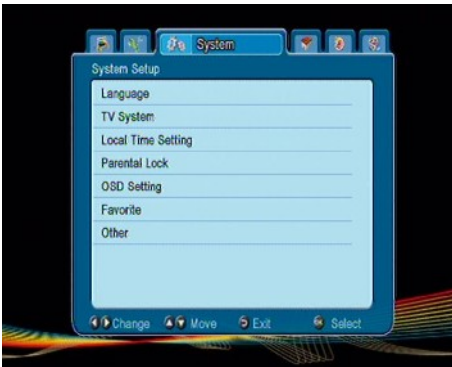 System
System Setup
Language
TV System
Local Time Setting
Parental Lock
OSD Setting
Favorite
Other
Change Move Exit Select